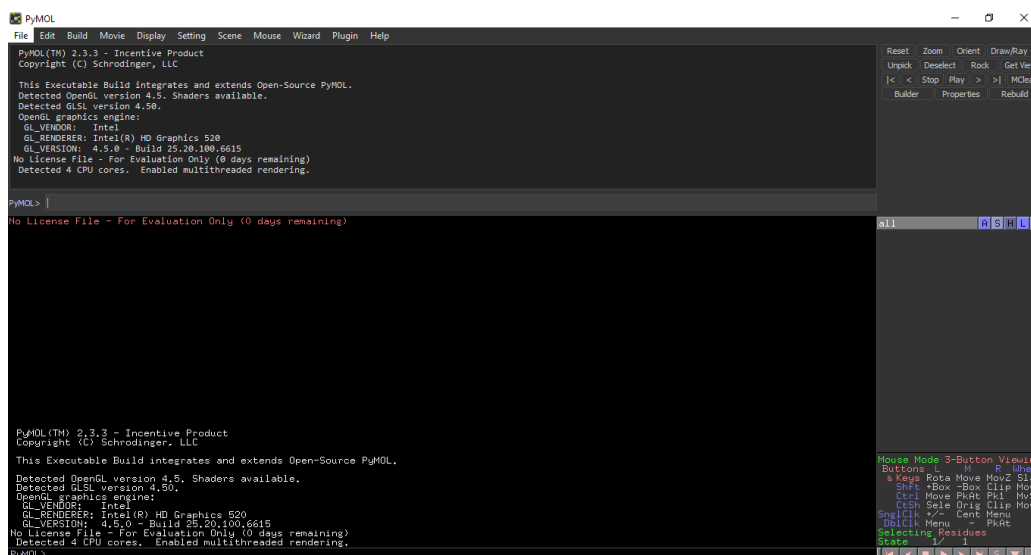 PyMOL
File Edit Build Movie Display Setting Scene Mouse Wizard Plugin Help
PyMOL(TM) 2.3.3 - Incentive Product
Copyright (C) Schrodinger, LLC
This Executable Build integrates and extends Open-Source PyMOL.
Detected OpenGL version 4.5. Shaders available.
Detected GLSL version 4.50.
OpenGL graphics engine:
GL_VENDOR: Intel
GL_RENDERER: Intel(R) HD Graphics 520
GL_VERSION: 4.5.0 - Build 25.20.100.6615
No License File - For Evaluation Only (0 days remaining)
Detected 4 CPU cores. Enabled multithreaded rendering.
Reset Zoom Orient Draw/Ray
Unpick Deselect Rock Get Vie
|< < Stop Play > >| MClea
Builder Properties Rebuild
PyMOL> |
No License File - For Evaluation Only (0 days remaining)
all A S H L
PyMOL(TM) 2.3.3 - Incentive Product
Copyright (C) Schrodinger, LLC
This Executable Build integrates and extends Open-Source PyMOL.
Detected OpenGL version 4.5. Shaders available.
Detected GLSL version 4.50.
OpenGL graphics engine:
GL_VENDOR: Intel
GL_RENDERER: Intel(R) HD Graphics 520
GL_VERSION: 4.5.0 - Build 25.20.100.6615
No License File - For Evaluation Only (0 days remaining)
Detected 4 CPU cores. Enabled multithreaded rendering.
PyMOL>
Mouse Mode 3-Button Viewi
Buttons L M R Whe
& Keys Rota Move MovZ Sl
Shft +Box -Box Clip Mo
Ctrl Move PkAt Pk1 Mv
CtSh Sele Orig Clip Mo
SnglClk +/- Cent Menu
DblClk Menu - PkAt
Selecting Residues
State 1/ 1
S